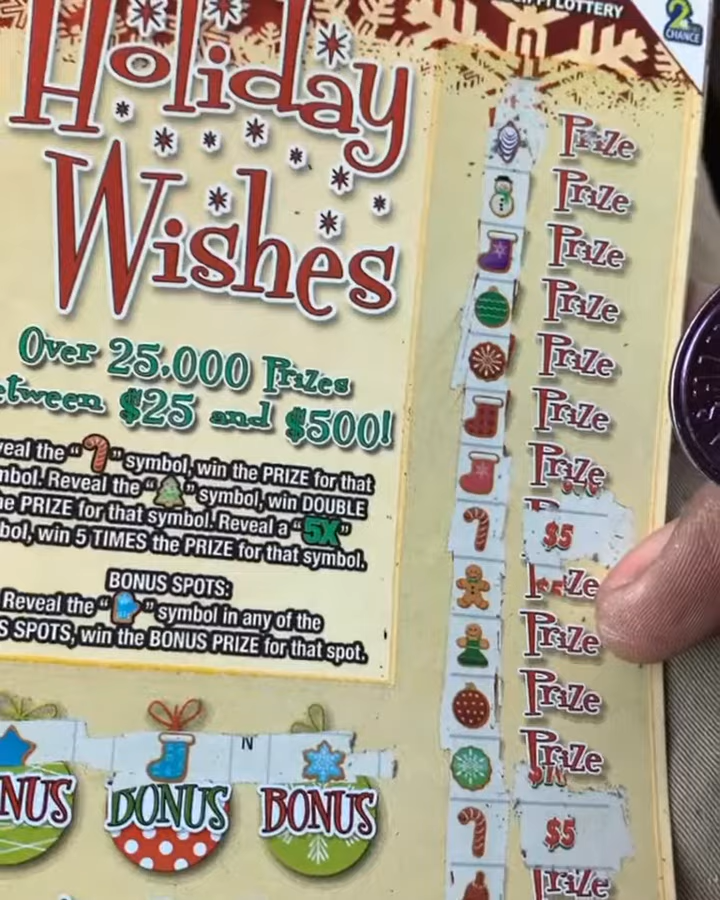 LOTTERY
2
CHANCE
Holiday
Wishes
Over 25,000 Prizes
etween $25 and $500!
veal the " " symbol, win the PRIZE for that
mbol. Reveal the " " symbol, win DOUBLE
he PRIZE for that symbol. Reveal a "5X"
bol, win 5 TIMES the PRIZE for that symbol.
BONUS SPOTS:
Reveal the " " symbol in any of the
S SPOTS, win the BONUS PRIZE for that spot.
NUS
N
BONUS
BONUS
Prize
Prize
Prize
Prize
Prize
Prize
Prize
$5
Prize
Prize
Prize
Prize
$5
Prize